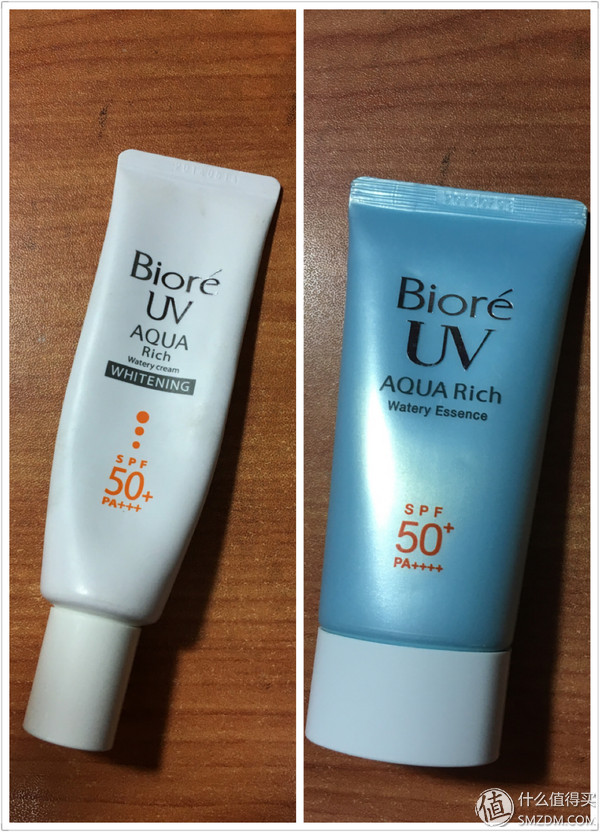 Bioré
UV
AQUA
Rich
Watery cream
WHITENING
SPF
50+
PA+++
Bioré
UV
AQUA Rich
Watery Essence
SPF
50+
PA++++
值 什么值得买
SMZDM.COM